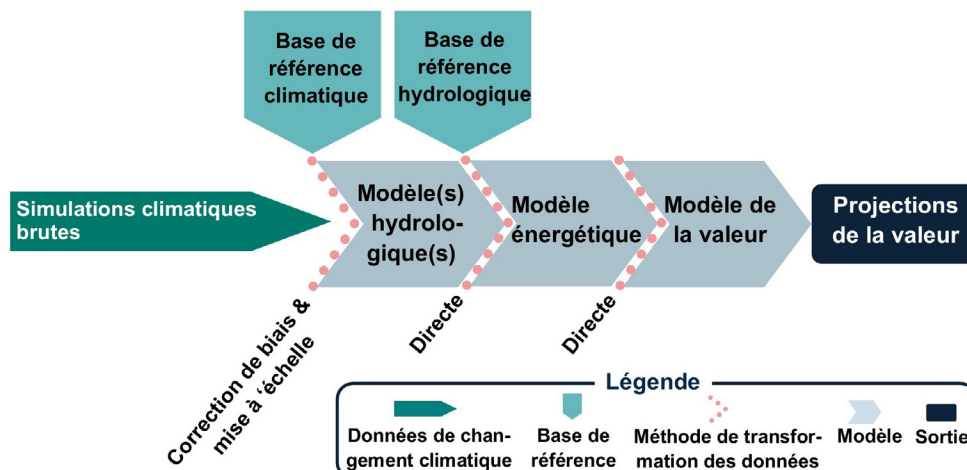 Base de
référence
climatique
Base de
référence
hydrologique
Simulations climatiques
brutes
Modèle(s)
hydrolo-
gique(s)
Modèle
énergétique
Modèle de
la valeur
Projections
de la valeur
Correction de biais &
mise à ‘échelle
Directe
Directe
Légende
Données de chan-
gement climatique
Base de
référence
Méthode de transfor-
mation des données
Modèle
Sortie